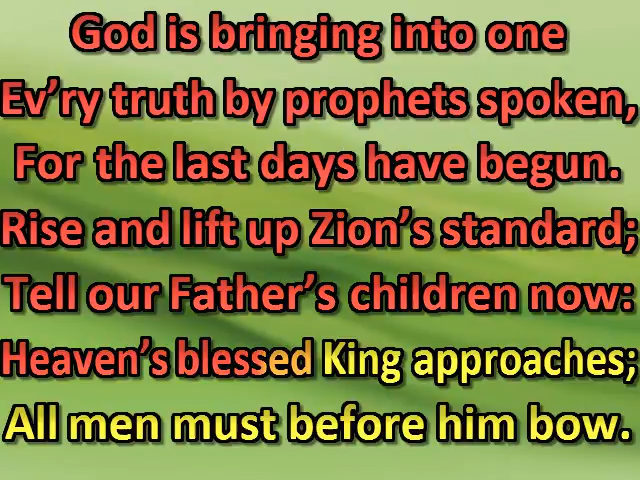 God is bringing into one
Ev’ry truth by prophets spoken,
For the last days have begun.
Rise and lift up Zion’s standard;
Tell our Father’s children now:
Heaven’s blessed King approaches;
All men must before him bow.